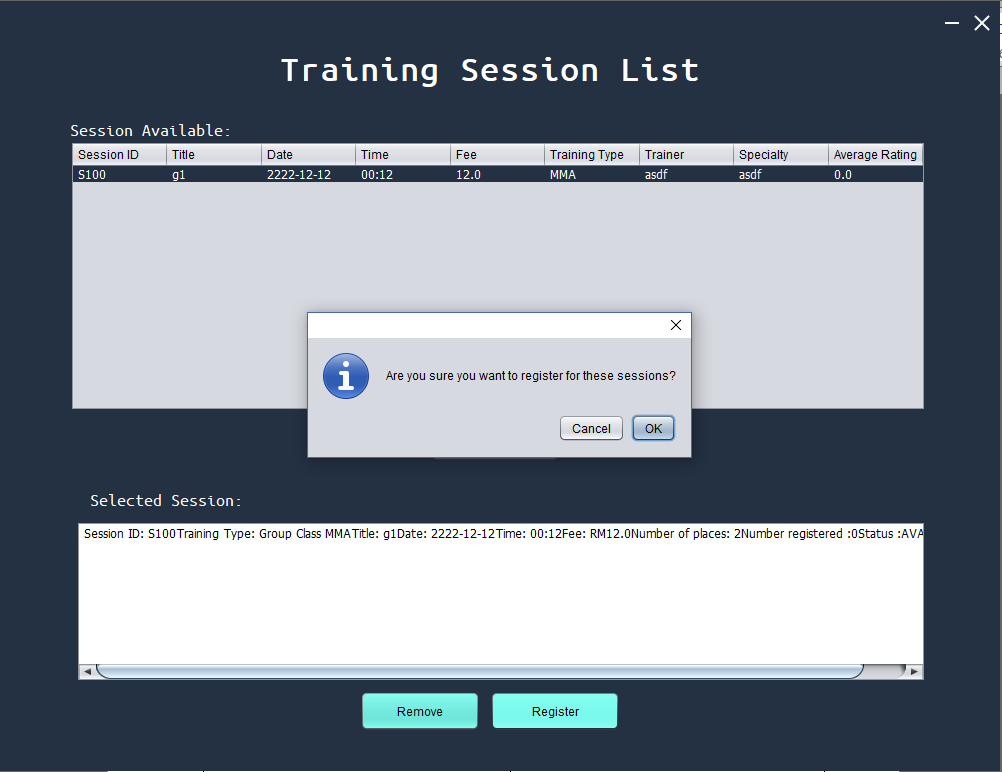 Training Session List
Session Available:
Session ID Title Date Time Fee Training Type Trainer Specialty Average Rating
S100 g1 2222-12-12 00:12 12.0 MMA asdf asdf 0.0
Are you sure you want to register for these sessions?
Cancel OK
Selected Session:
Session ID: S100Training Type: Group Class MMATitle: g1Date: 2222-12-12Time: 00:12Fee: RM12.0Number of places: 2Number registered :0Status :AVA
Remove Register